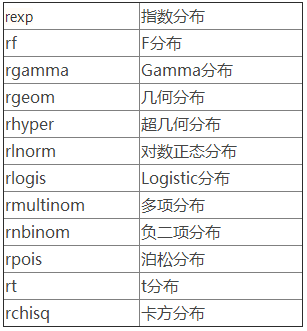 rexp 指数分布
rf F分布
rgamma Gamma分布
rgeom 几何分布
rhyper 超几何分布
rlnorm 对数正态分布
rlogis Logistic分布
rmultinom 多项分布
rnbinom 负二项分布
rpois 泊松分布
rt t分布
rchisq 卡方分布